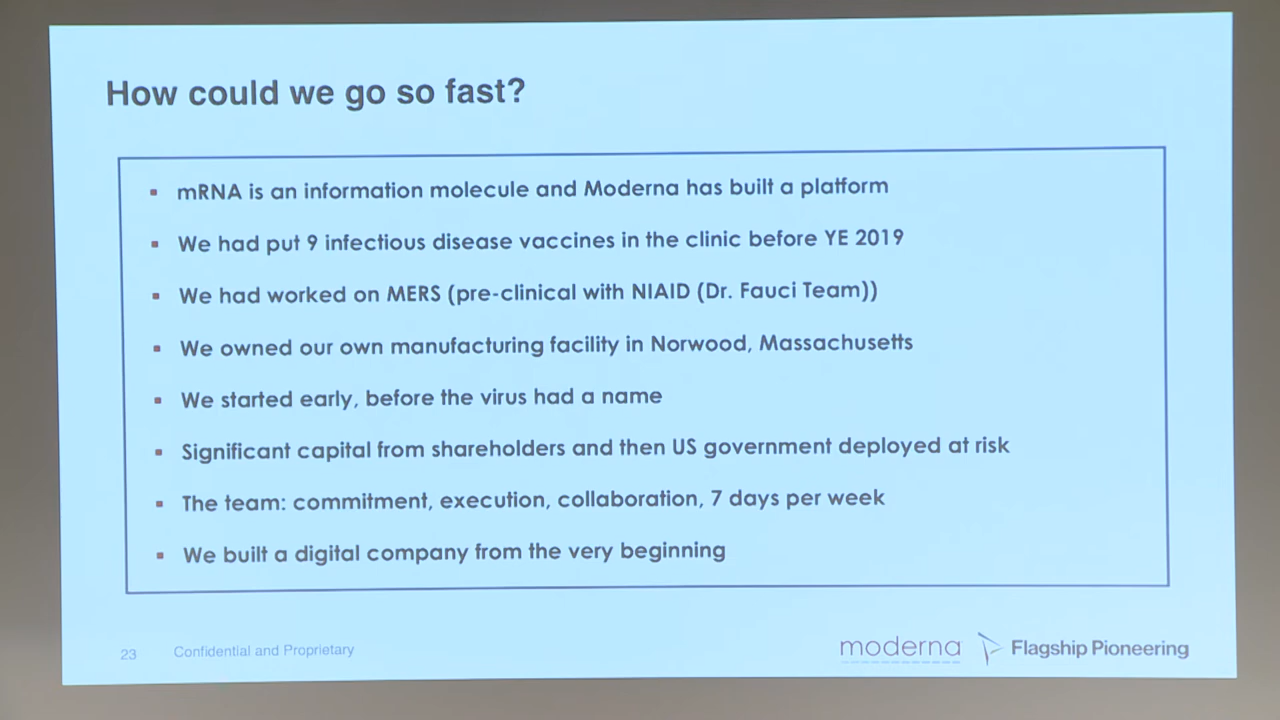 How could we go so fast?
▪ mRNA is an information molecule and Moderna has built a platform
▪ We had put 9 infectious disease vaccines in the clinic before YE 2019
▪ We had worked on MERS (pre-clinical with NIAID (Dr. Fauci Team))
▪ We owned our own manufacturing facility in Norwood, Massachusetts
▪ We started early, before the virus had a name
▪ Significant capital from shareholders and then US government deployed at risk
▪ The team: commitment, execution, collaboration, 7 days per week
▪ We built a digital company from the very beginning
23 Confidential and Proprietary
moderna Flagship Pioneering